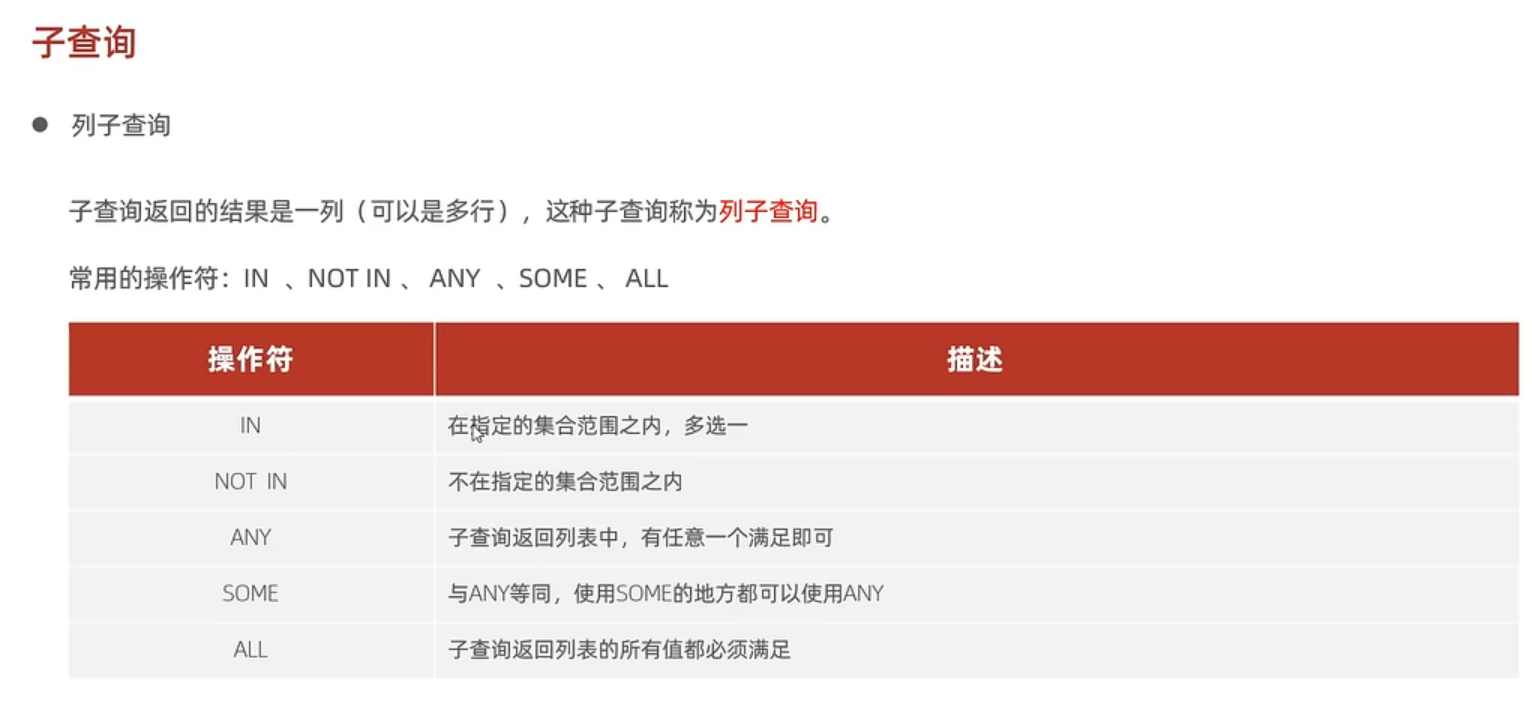 子查询
● 列子查询
子查询返回的结果是一列（可以是多行），这种子查询称为列子查询。
常用的操作符：IN 、NOT IN 、 ANY 、SOME 、 ALL
操作符 描述
IN 在指定的集合范围之内，多选一
NOT IN 不在指定的集合范围之内
ANY 子查询返回列表中，有任意一个满足即可
SOME 与ANY等同，使用SOME的地方都可以使用ANY
ALL 子查询返回列表的所有值都必须满足